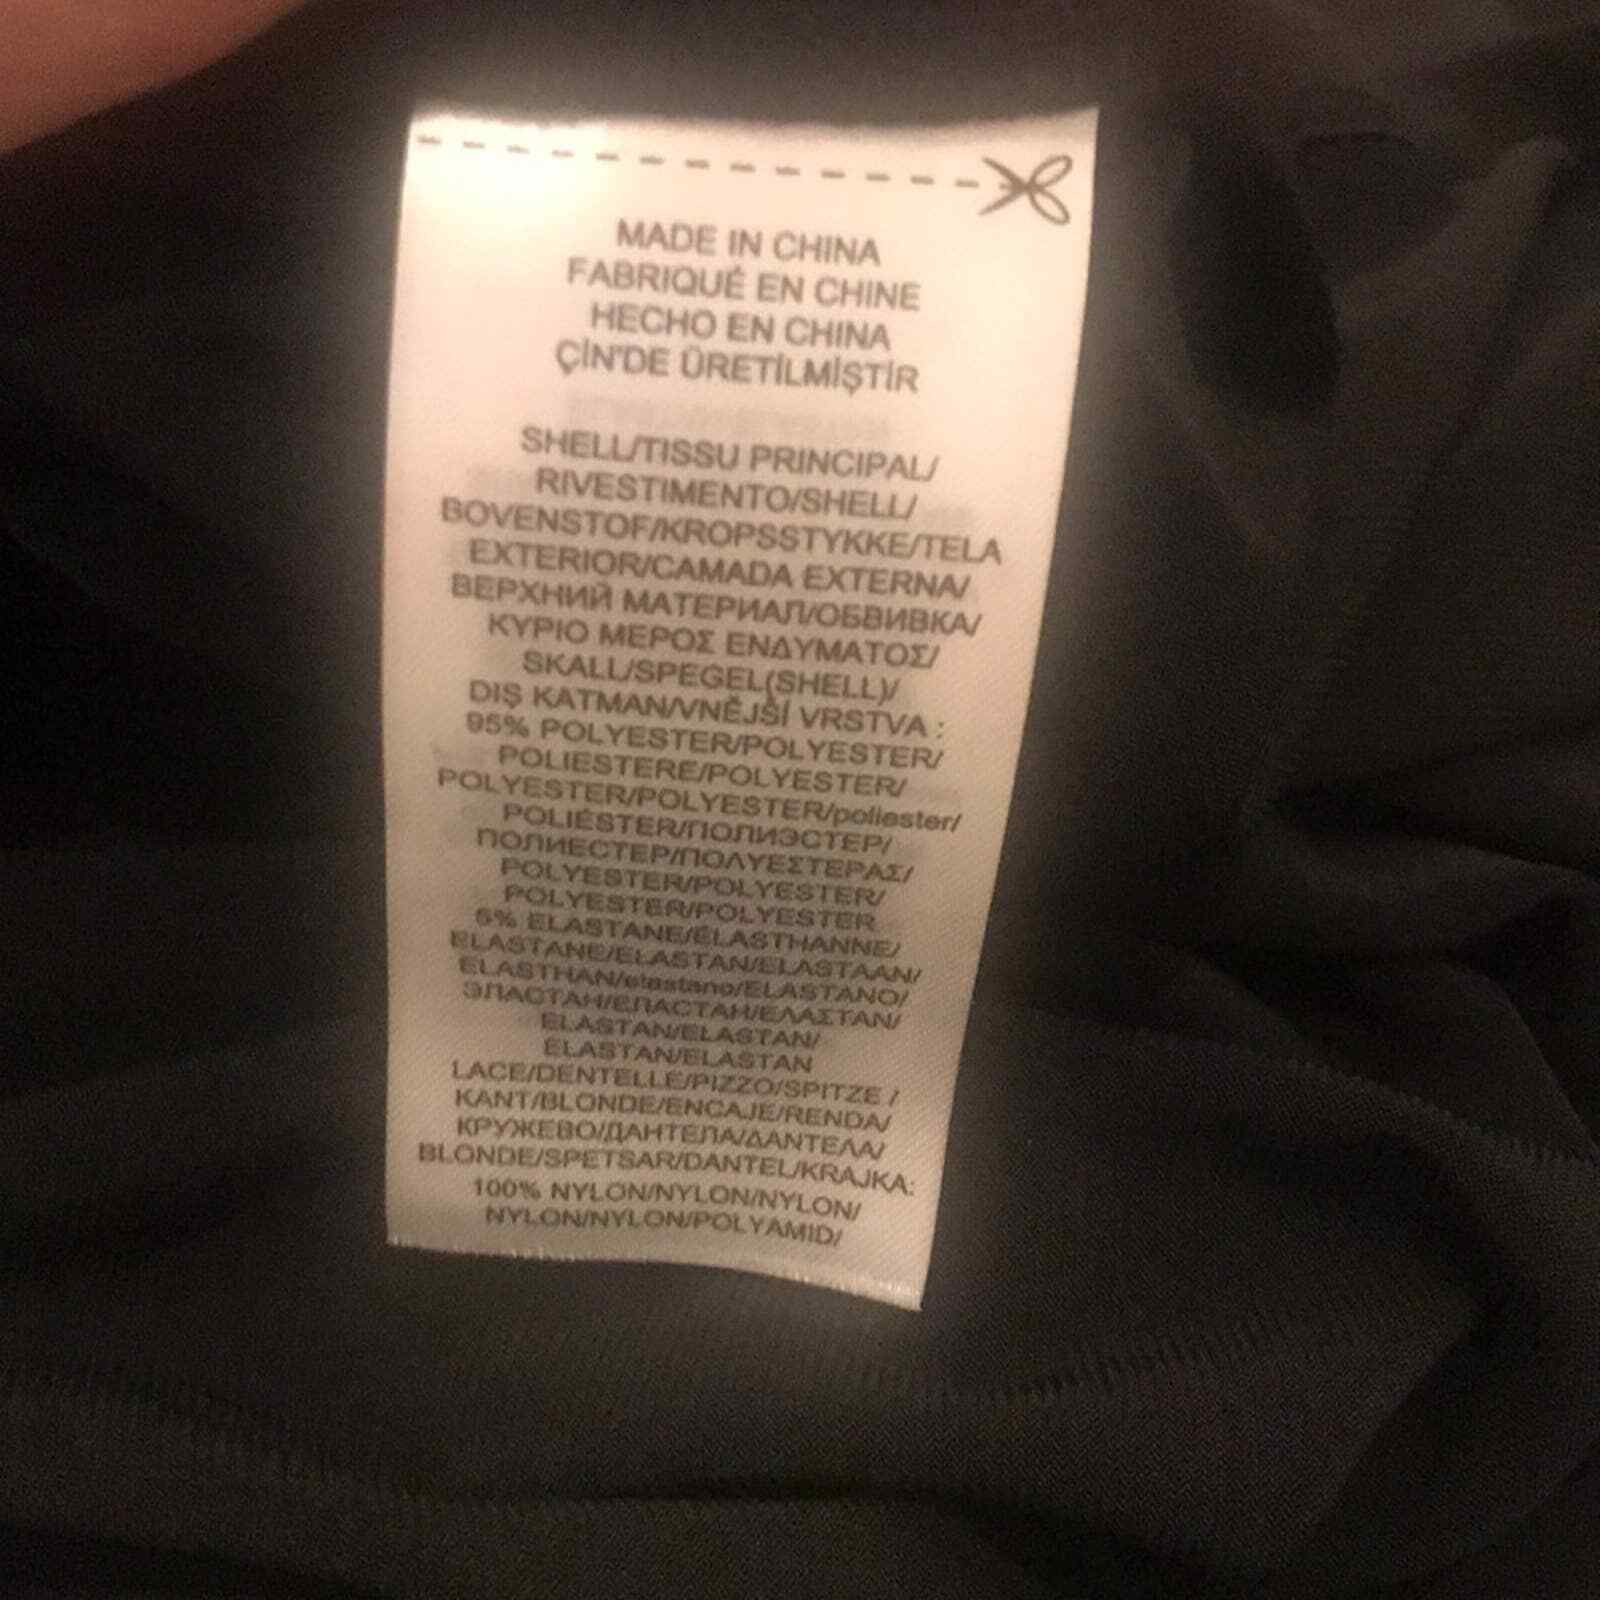 MADE IN CHINA
FABRIQUÉ EN CHINE
HECHO EN CHINA
ÇİN'DE ÜRETİLMİŞTİR
SHELL/TISSU PRINCIPAL/
RIVESTIMENTO/SHELL/
BOVENSTOF/KROPSSTYKKE/TELA
EXTERIOR/CAMADA EXTERNA/
ВЕРХНИЙ МАТЕРИАЛ/ОБВИВКА/
ΚΥΡΙΟ ΜΕΡΟΣ ΕΝΔΥΜΑΤΟΣ/
SKALL/SPEGEL(SHELL)/
DIŞ KATMAN/VNĚJŠÍ VRSTVA :
95% POLYESTER/POLYESTER/
POLIESTERE/POLYESTER/
POLYESTER/POLYESTER/poliester/
POLIÉSTER/ПОЛИЭСТЕР/
ПОЛИЕСТЕР/ΠΟΛΥΕΣΤΕΡΑΣ/
POLYESTER/POLYESTER/
POLYESTER/POLYESTER
5% ELASTANE/ÉLASTHANNE/
ELASTANE/ELASTAN/ELASTAAN/
ELASTHAN/elastano/ELASTANO/
ЭЛАСТАН/ЕЛАСТАН/ΕΛΑΣΤΑΝ/
ELASTAN/ELASTAN/
ELASTAN/ELASTAN
LACE/DENTELLE/PIZZO/SPITZE /
KANT/BLONDE/ENCAJE/RENDA/
КРУЖЕВО/ДАНТЕЛА/ΔΑΝΤΕΛΑ/
BLONDE/SPETSAR/DANTEL/KRAJKA:
100% NYLON/NYLON/NYLON/
NYLON/NYLON/POLYAMID/